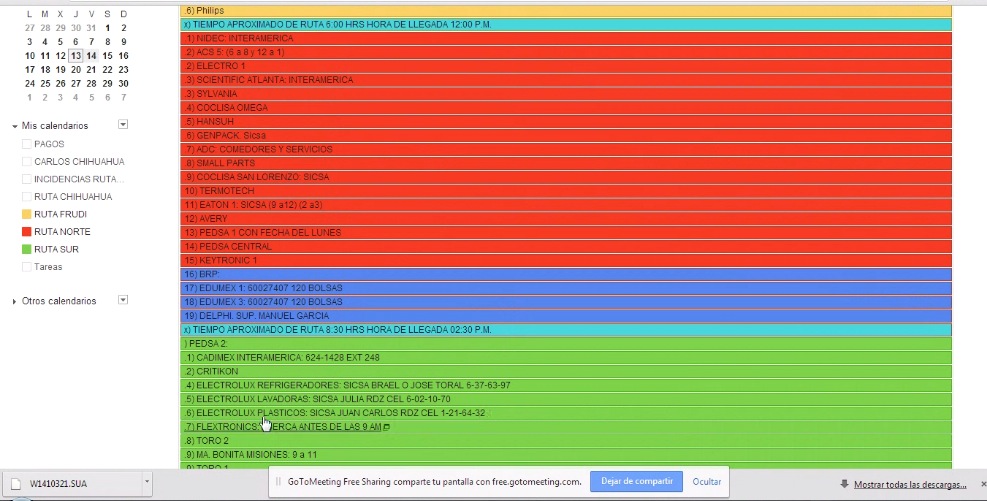 L M X J V S D
27 28 29 30 31 1 2
3 4 5 6 7 8 9
10 11 12 13 14 15 16
17 18 19 20 21 22 23
24 25 26 27 28 29 30
1 2 3 4 5 6 7
Mis calendarios
PAGOS
CARLOS CHIHUAHUA
INCIDENCIAS RUTA...
RUTA CHIHUAHUA
RUTA FRUDI
RUTA NORTE
RUTA SUR
Tareas
Otros calendarios
.6) Philips
x) TIEMPO APROXIMADO DE RUTA 6:00 HRS HORA DE LLEGADA 12:00 P.M.
.1) NIDEC: INTERAMERICA
.2) ACS 5: (6 a 8 y 12 a 1)
.2) ELECTRO 1
.3) SCIENTIFIC ATLANTA: INTERAMERICA
.3) SYLVANIA
.4) COCLISA OMEGA
.5) HANSUH
.6) GENPACK. Sicsa
.7) ADC: COMEDORES Y SERVICIOS
.8) SMALL PARTS
.9) COCLISA SAN LORENZO: SICSA
10) TERMOTECH
11) EATON 1: SICSA (9 a12) (2 a3)
12) AVERY
13) PEDSA 1 CON FECHA DEL LUNES
14) PEDSA CENTRAL
15) KEYTRONIC 1
16) BRP:
17) EDUMEX 1: 60027407 120 BOLSAS
18) EDUMEX 3: 60027407 120 BOLSAS
19) DELPHI. SUP. MANUEL GARCIA
x) TIEMPO APROXIMADO DE RUTA 8:30 HRS HORA DE LLEGADA 02:30 P.M.
) PEDSA 2:
.1) CADIMEX INTERAMERICA: 624-1428 EXT 248
.2) CRITIKON
.4) ELECTROLUX REFRIGERADORES: SICSA BRAEL O JOSE TORAL 6-37-63-97
.5) ELECTROLUX LAVADORAS: SICSA JULIA RDZ CEL 6-02-10-70
.6) ELECTROLUX PLASTICOS: SICSA JUAN CARLOS RDZ CEL 1-21-64-32
.7) FLEXTRONICS: ANTES DE LAS 9 AM
.8) TORO 2
.9) MA. BONITA MISIONES: 9 a 11
.9) TORO 1
W1410321.SUA
GoToMeeting Free Sharing comparte tu pantalla con free.gotomeeting.com.
Dejar de compartir
Ocultar
Mostrar todas las descargas...